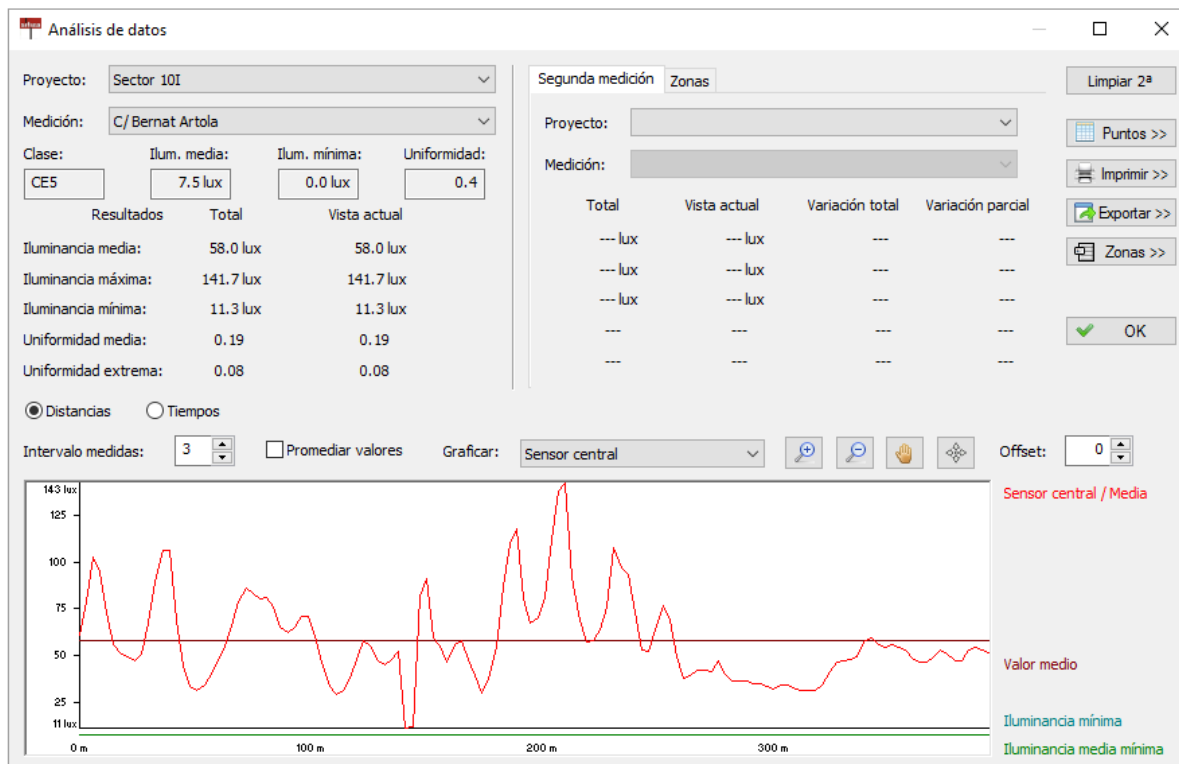 Análisis de datos
Proyecto: Sector 10I
Medición: C/ Bernat Artola
Clase: Ilum. media: Ilum. mínima: Uniformidad:
CE5 7.5 lux 0.0 lux 0.4
Resultados Total Vista actual
Iluminancia media: 58.0 lux 58.0 lux
Iluminancia máxima: 141.7 lux 141.7 lux
Iluminancia mínima: 11.3 lux 11.3 lux
Uniformidad media: 0.19 0.19
Uniformidad extrema: 0.08 0.08
Segunda medición Zonas
Proyecto:
Medición:
Total Vista actual Variación total Variación parcial
--- lux --- lux --- ---
--- lux --- lux --- ---
--- lux --- lux --- ---
--- --- --- ---
--- --- --- ---
Limpiar 2ª
Puntos >>
Imprimir >>
Exportar >>
Zonas >>
OK
Distancias Tiempos
Intervalo medidas: 3 Promediar valores Graficar: Sensor central Offset: 0
143 lux
125
100
75
50
25
11 lux
0 m 100 m 200 m 300 m
Sensor central / Media
Valor medio
Iluminancia mínima
Iluminancia media mínima